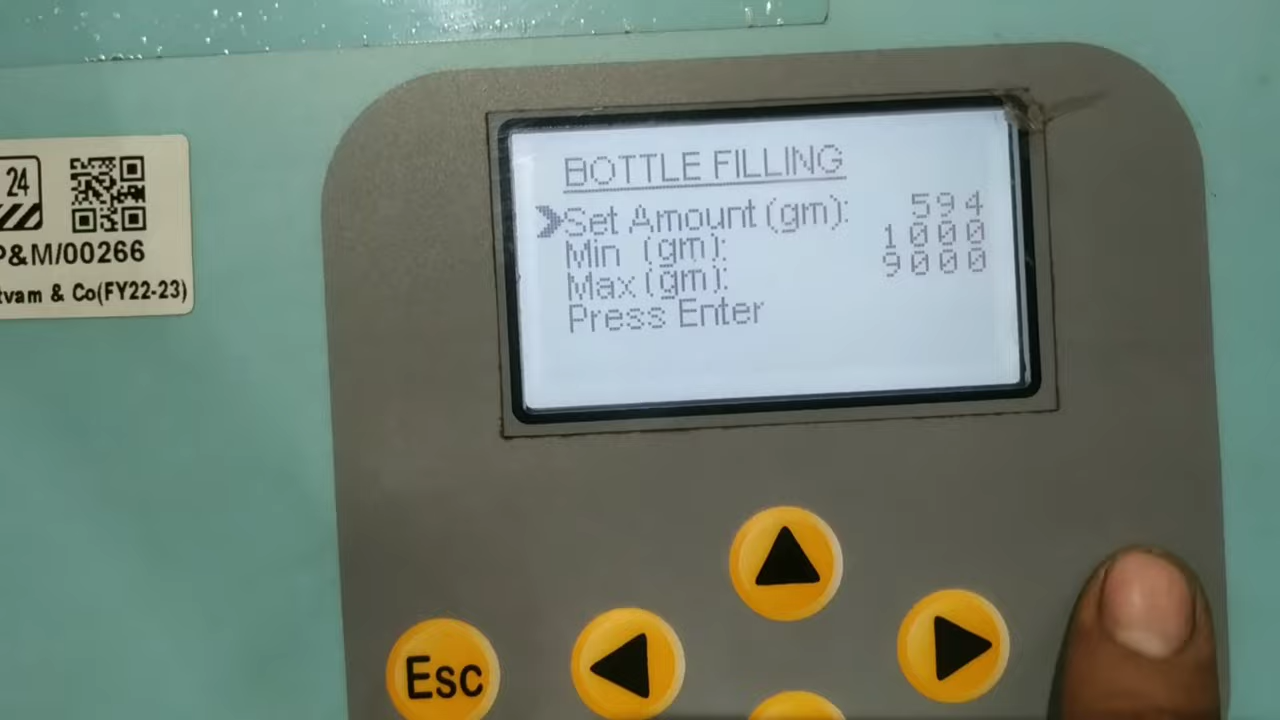 BOTTLE FILLING
Set Amount (gm): 594
Min (gm): 1000
Max (gm): 9000
Press Enter
24
P&M/00266
& Co(FY22-23)
Esc